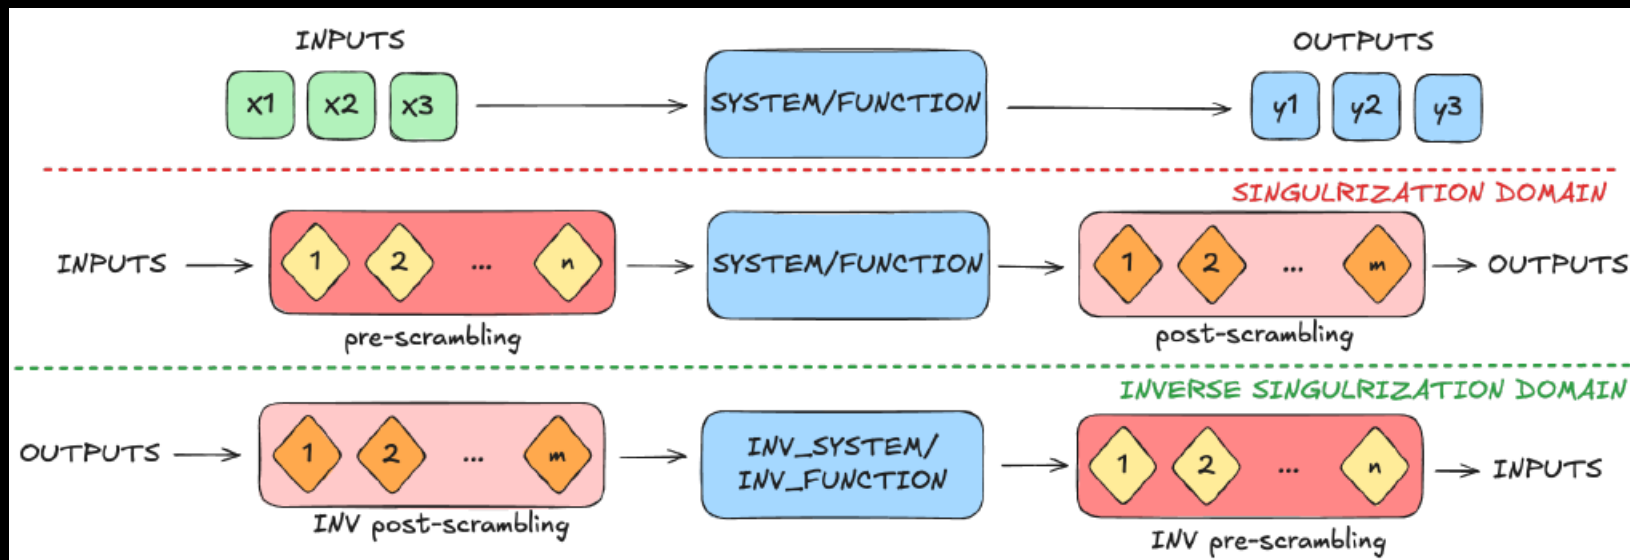 INPUTS
OUTPUTS
x1 x2 x3
SYSTEM/FUNCTION
y1 y2 y3
SINGULRIZATION DOMAIN
INPUTS
1 2 ... n
SYSTEM/FUNCTION
1 2 ... m
OUTPUTS
pre-scrambling
post-scrambling
INVERSE SINGULRIZATION DOMAIN
OUTPUTS
1 2 ... m
INV_SYSTEM/
INV_FUNCTION
1 2 ... n
INPUTS
INV post-scrambling
INV pre-scrambling